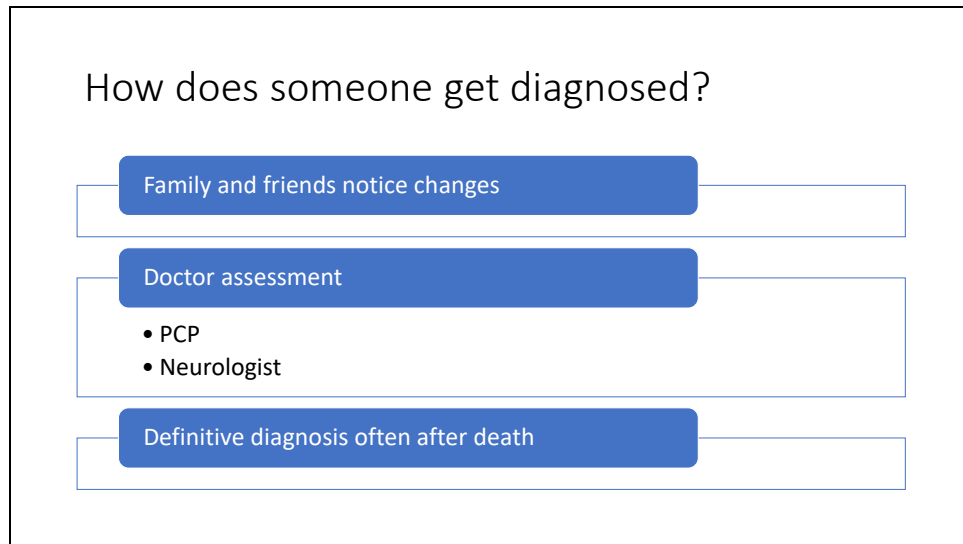 How does someone get diagnosed?
Family and friends notice changes
Doctor assessment
• PCP
• Neurologist
Definitive diagnosis often after death